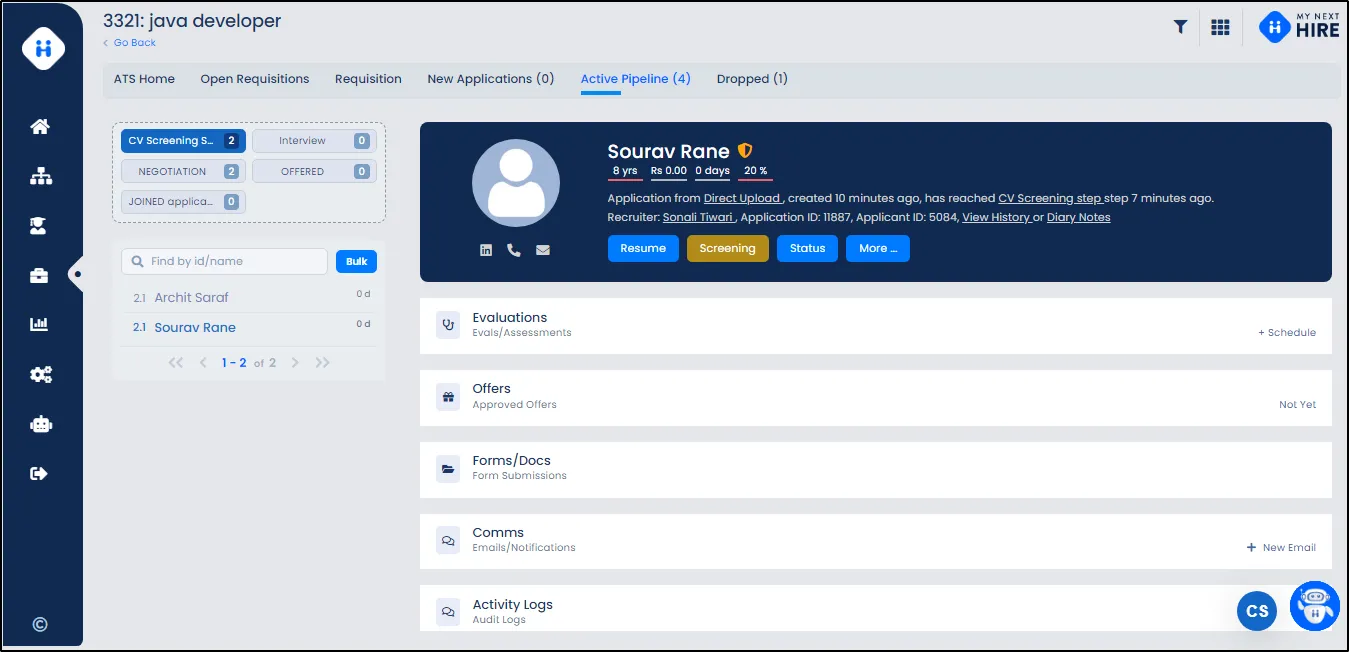 3321: java developer
Go Back
MY NEXT
HIRE
ATS Home Open Requisitions Requisition New Applications (0) Active Pipeline (4) Dropped (1)
CV Screening S... 2 Interview 0
NEGOTIATION 2 OFFERED 0
JOINED applica... 0
Find by id/name Bulk
2.1 Archit Saraf 0 d
2.1 Sourav Rane 0 d
1 - 2 of 2
Sourav Rane
8 yrs Rs 0.00 0 days 20 %
Application from Direct Upload , created 10 minutes ago, has reached CV Screening step step 7 minutes ago.
Recruiter: Sonali Tiwari , Application ID: 11887, Applicant ID: 5084, View History or Diary Notes
Resume Screening Status More ...
Evaluations
Evals/Assessments + Schedule
Offers
Approved Offers Not Yet
Forms/Docs
Form Submissions
Comms
Emails/Notifications + New Email
Activity Logs
Audit Logs
CS
©